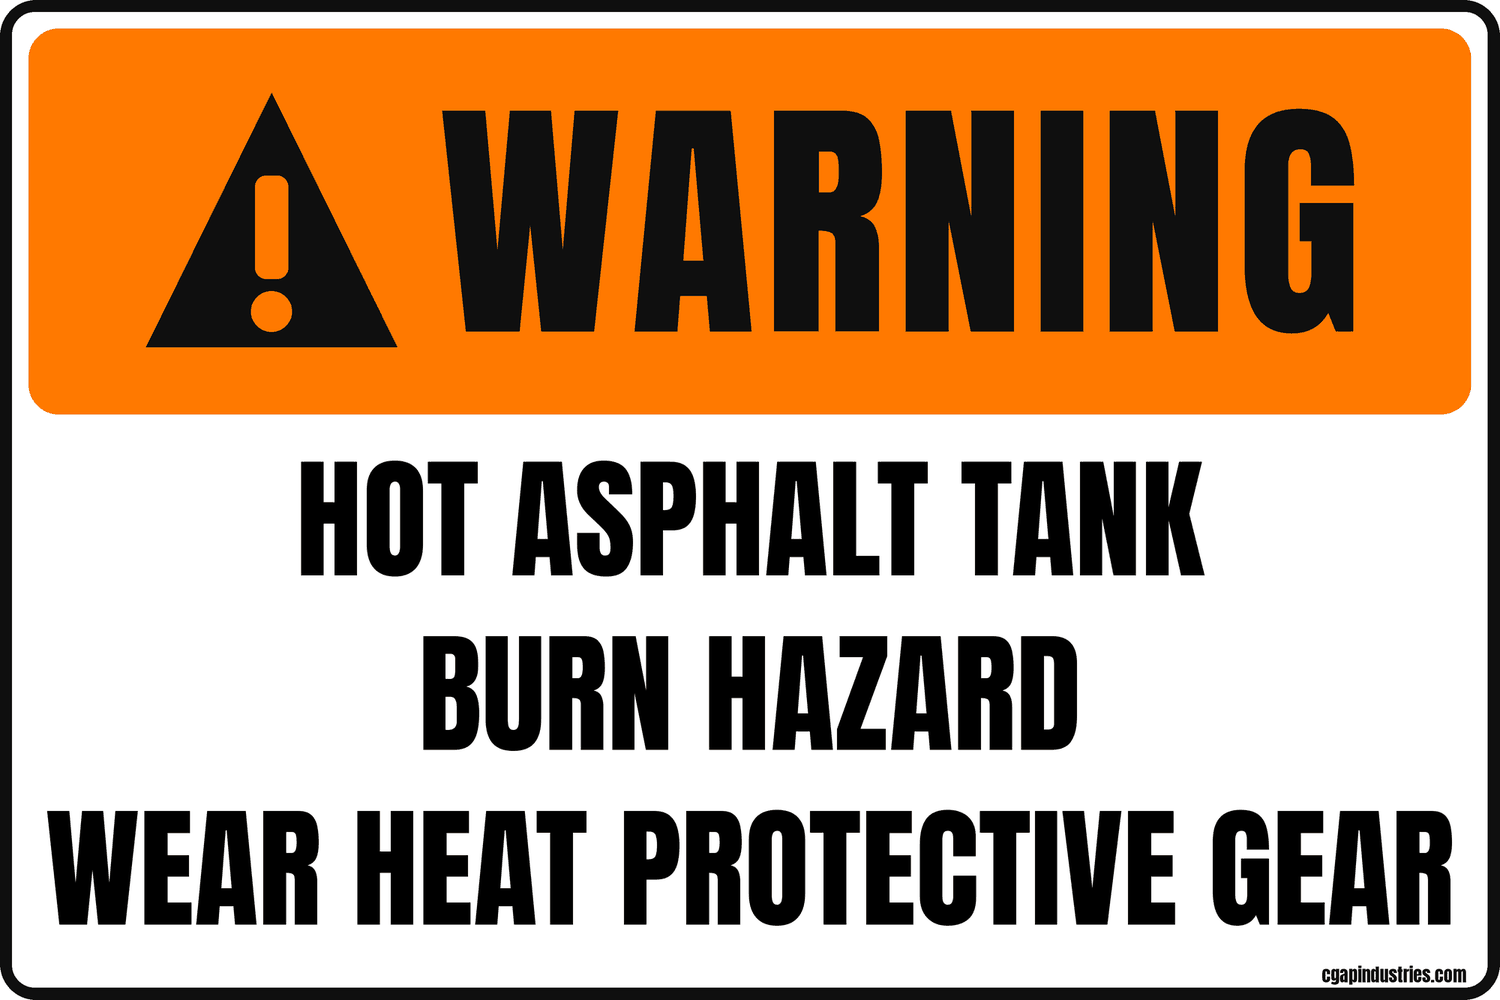 WARNING
HOT ASPHALT TANK
BURN HAZARD
WEAR HEAT PROTECTIVE GEAR
cgapindustries.com